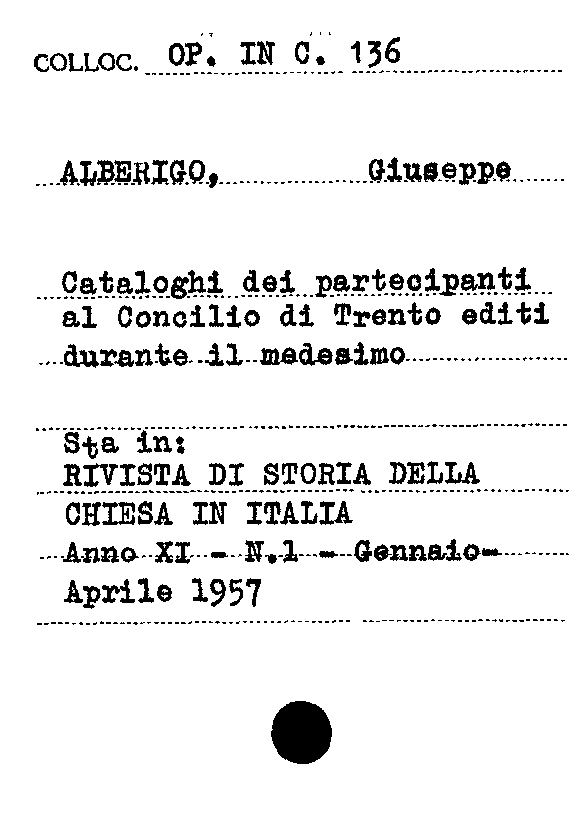 COLLOC. OP. IN C. 136
ALBERIGO, Giuseppe
Cataloghi dei partecipanti
al Concilio di Trento editi
durante il medesimo
Sta in:
RIVISTA DI STORIA DELLA
CHIESA IN ITALIA
Anno XI - N.1 - Gennaio-
Aprile 1957